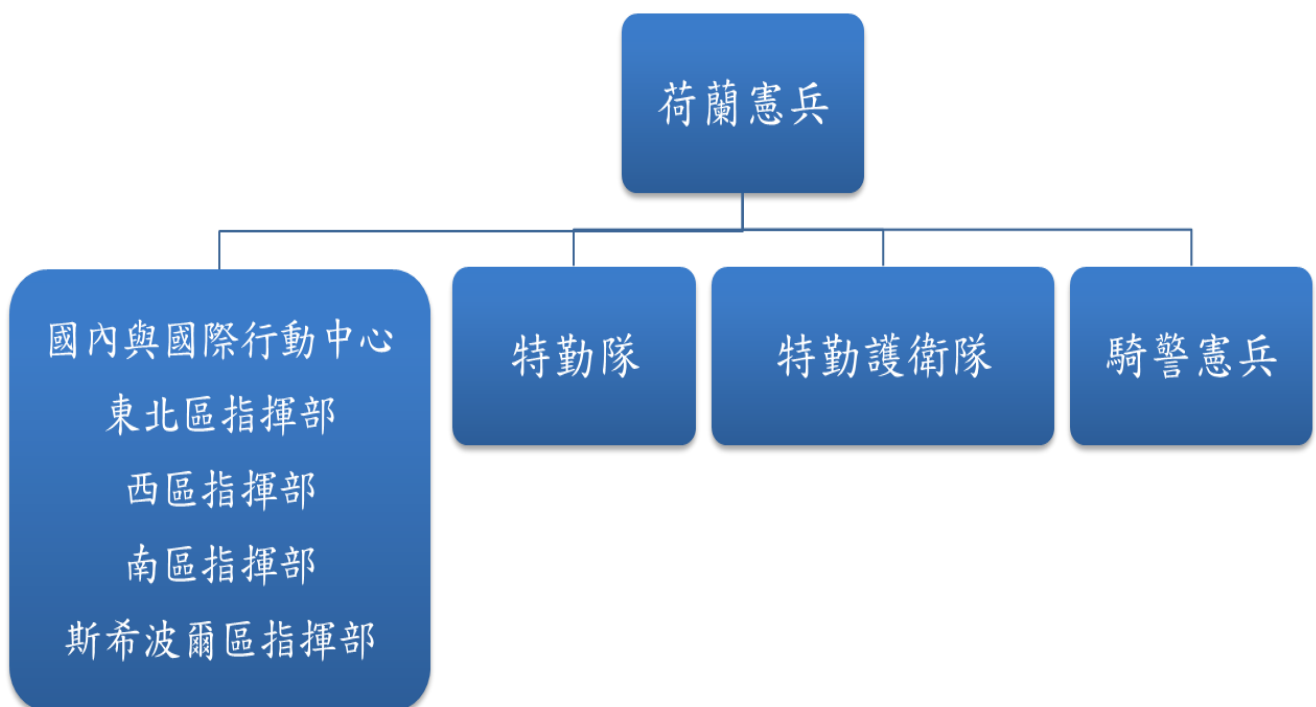 荷蘭憲兵
國內與國際行動中心
東北區指揮部
西區指揮部
南區指揮部
斯希波爾區指揮部
特勤隊
特勤護衛隊
騎警憲兵